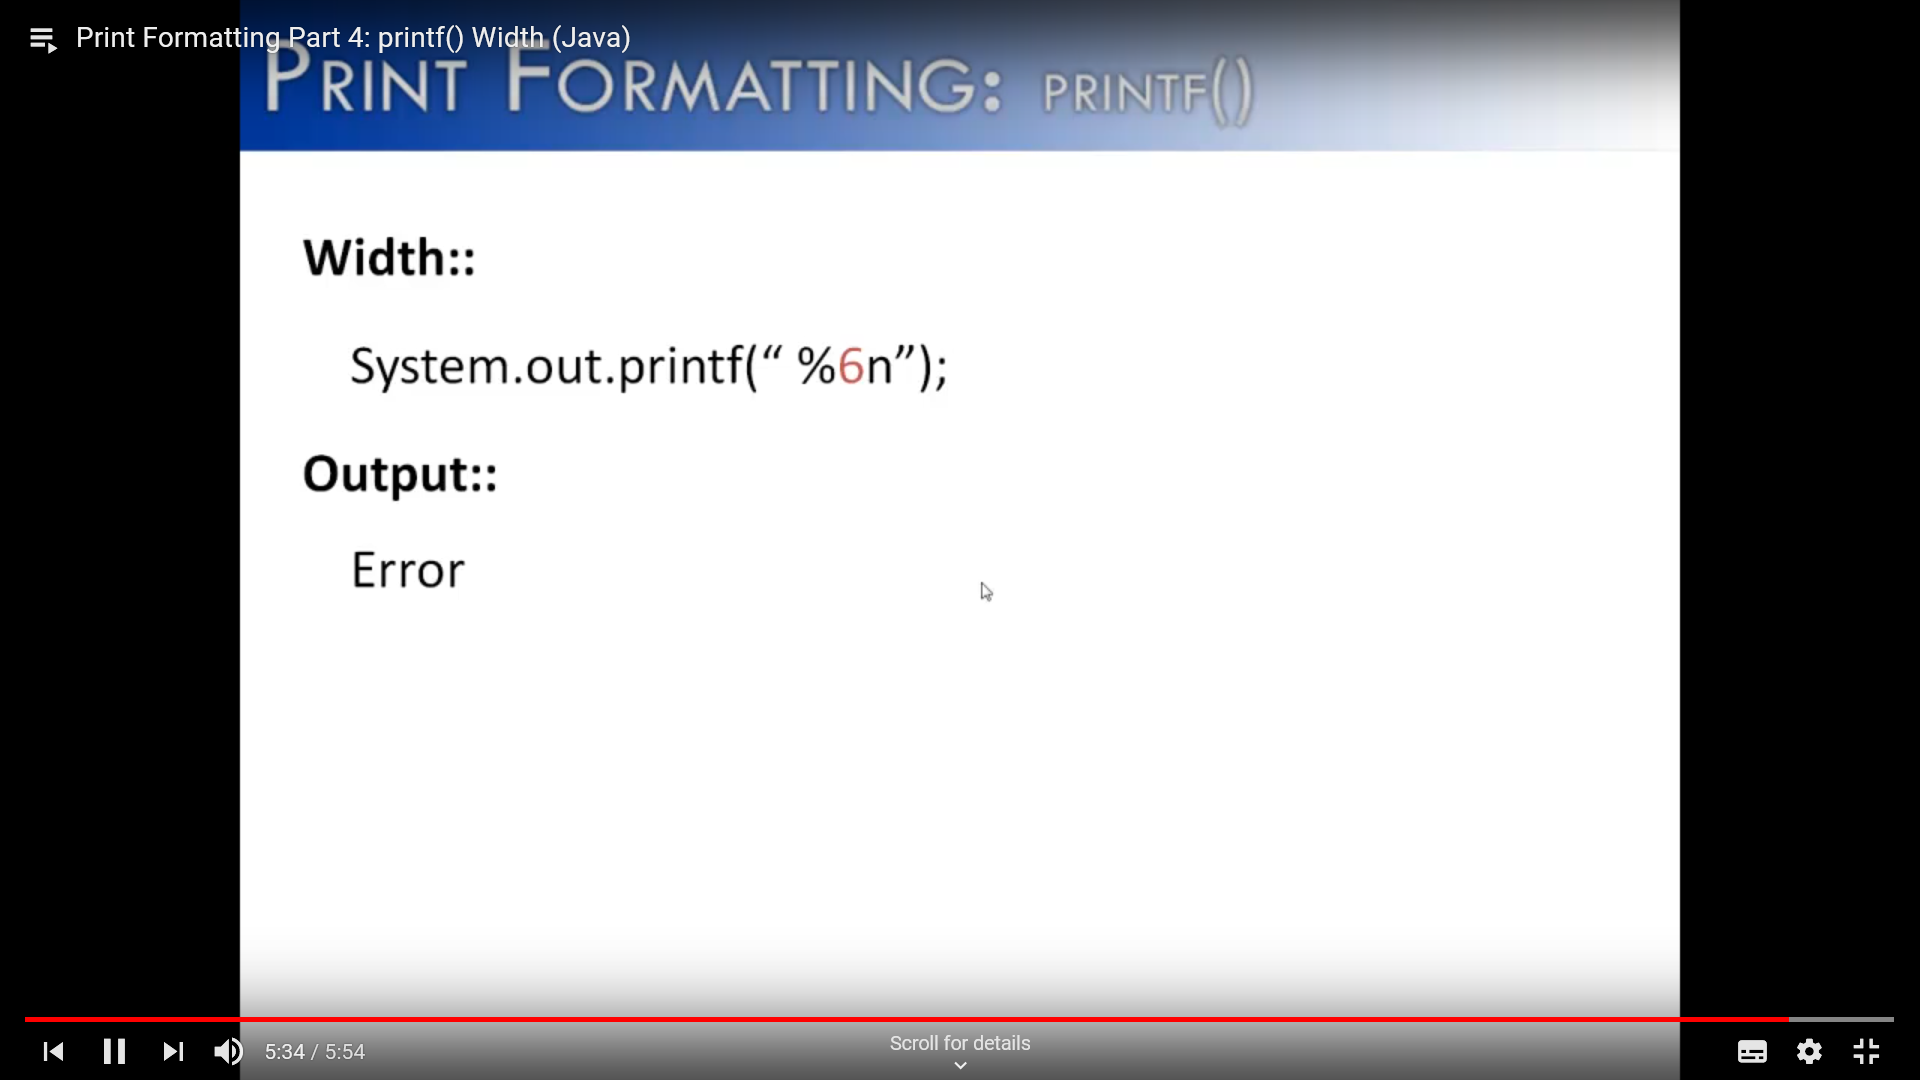 Print Formatting Part 4: printf() Width (Java)
PRINT FORMATTING: PRINTF()
Width::
System.out.printf(“ %6n”);
Output::
Error
5:34 / 5:54
Scroll for details